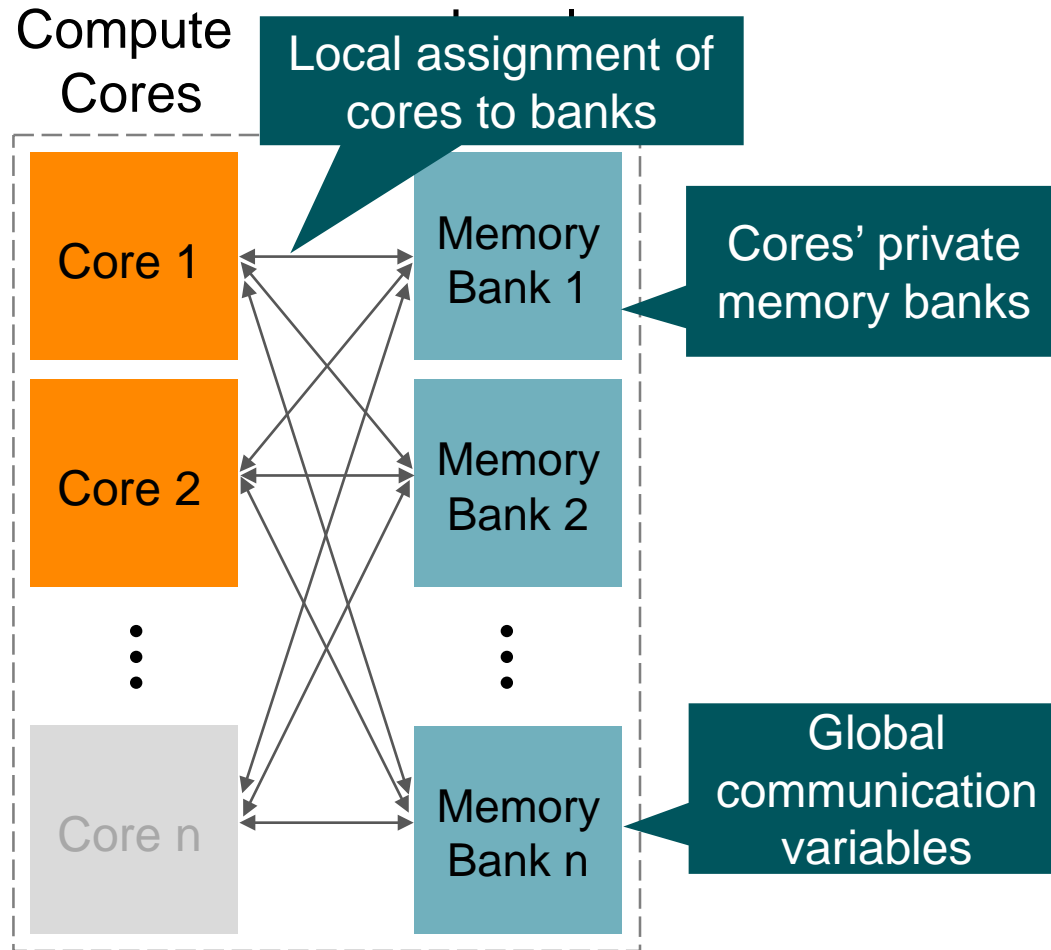 Compute
Cores
Local assignment of
cores to banks
Core 1
Memory
Bank 1
Cores’ private
memory banks
Core 2
Memory
Bank 2
Core n
Memory
Bank n
Global
communication
variables